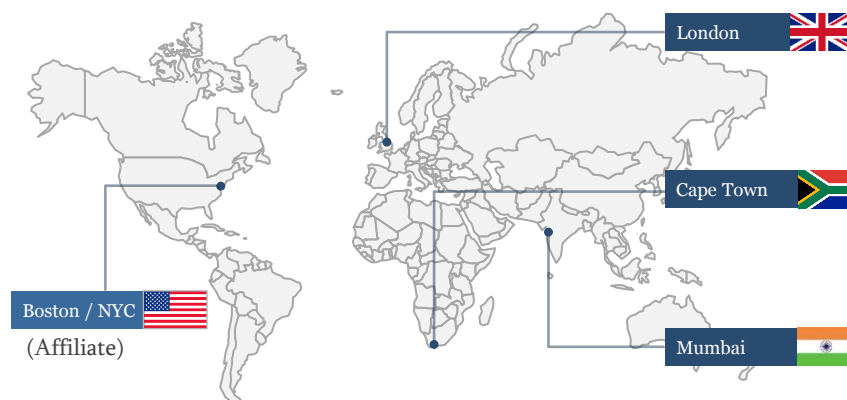 London
Cape Town
Boston / NYC
(Affiliate)
Mumbai